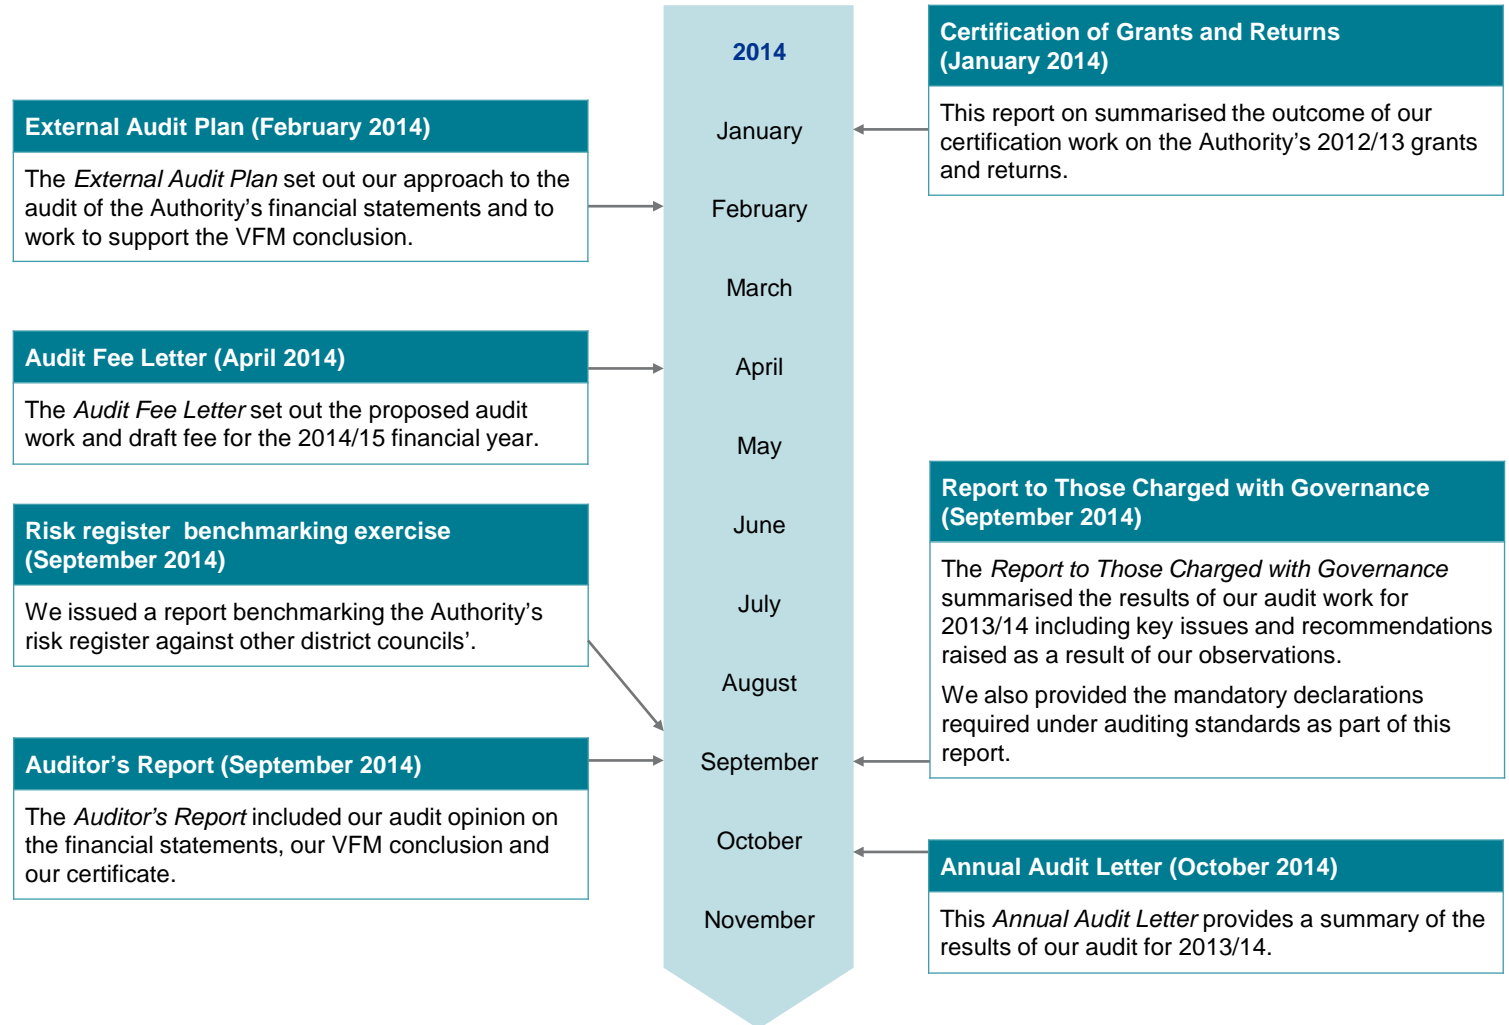 External Audit Plan (February 2014)
The External Audit Plan set out our approach to the
audit of the Authority’s financial statements and to
work to support the VFM conclusion.
Audit Fee Letter (April 2014)
The Audit Fee Letter set out the proposed audit
work and draft fee for the 2014/15 financial year.
Risk register  benchmarking exercise
(September 2014)
We issued a report benchmarking the Authority’s
risk register against other district councils’.
Auditor’s Report (September 2014)
The Auditor’s Report included our audit opinion on
the financial statements, our VFM conclusion and
our certificate.
2014
January
February
March
April
May
June
July
August
September
October
November
Certification of Grants and Returns
(January 2014)
This report on summarised the outcome of our
certification work on the Authority’s 2012/13 grants
and returns.
Report to Those Charged with Governance
(September 2014)
The Report to Those Charged with Governance
summarised the results of our audit work for
2013/14 including key issues and recommendations
raised as a result of our observations.
We also provided the mandatory declarations
required under auditing standards as part of this
report.
Annual Audit Letter (October 2014)
This Annual Audit Letter provides a summary of the
results of our audit for 2013/14.